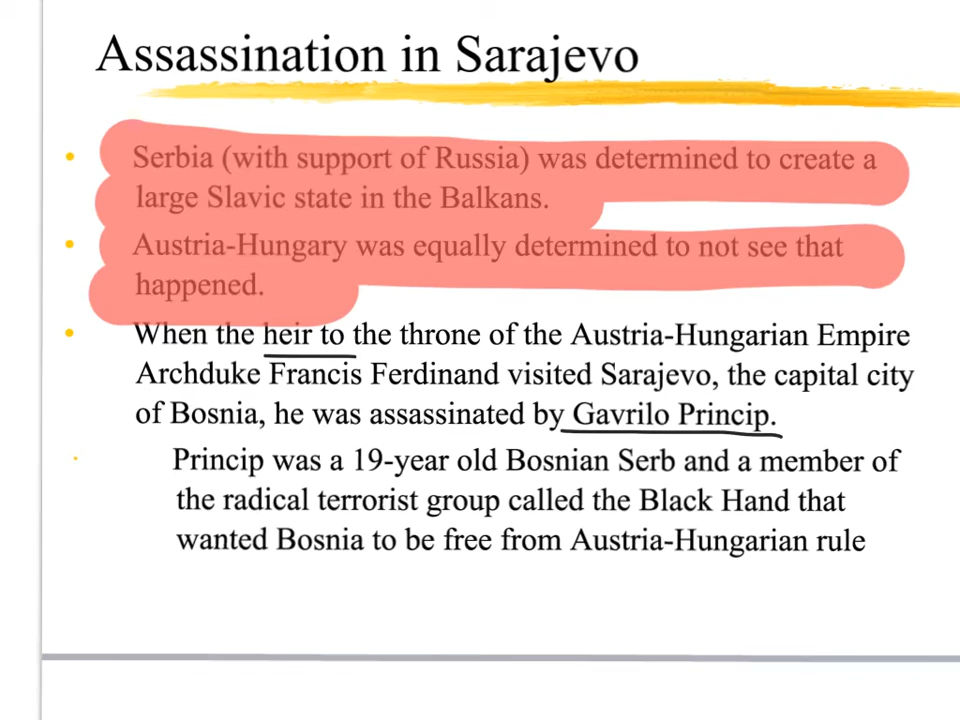 Assassination in Sarajevo
• Serbia (with support of Russia) was determined to create a
large Slavic state in the Balkans.
• Austria-Hungary was equally determined to not see that
happened.
• When the heir to the throne of the Austria-Hungarian Empire
Archduke Francis Ferdinand visited Sarajevo, the capital city
of Bosnia, he was assassinated by Gavrilo Princip.
• Princip was a 19-year old Bosnian Serb and a member of
the radical terrorist group called the Black Hand that
wanted Bosnia to be free from Austria-Hungarian rule